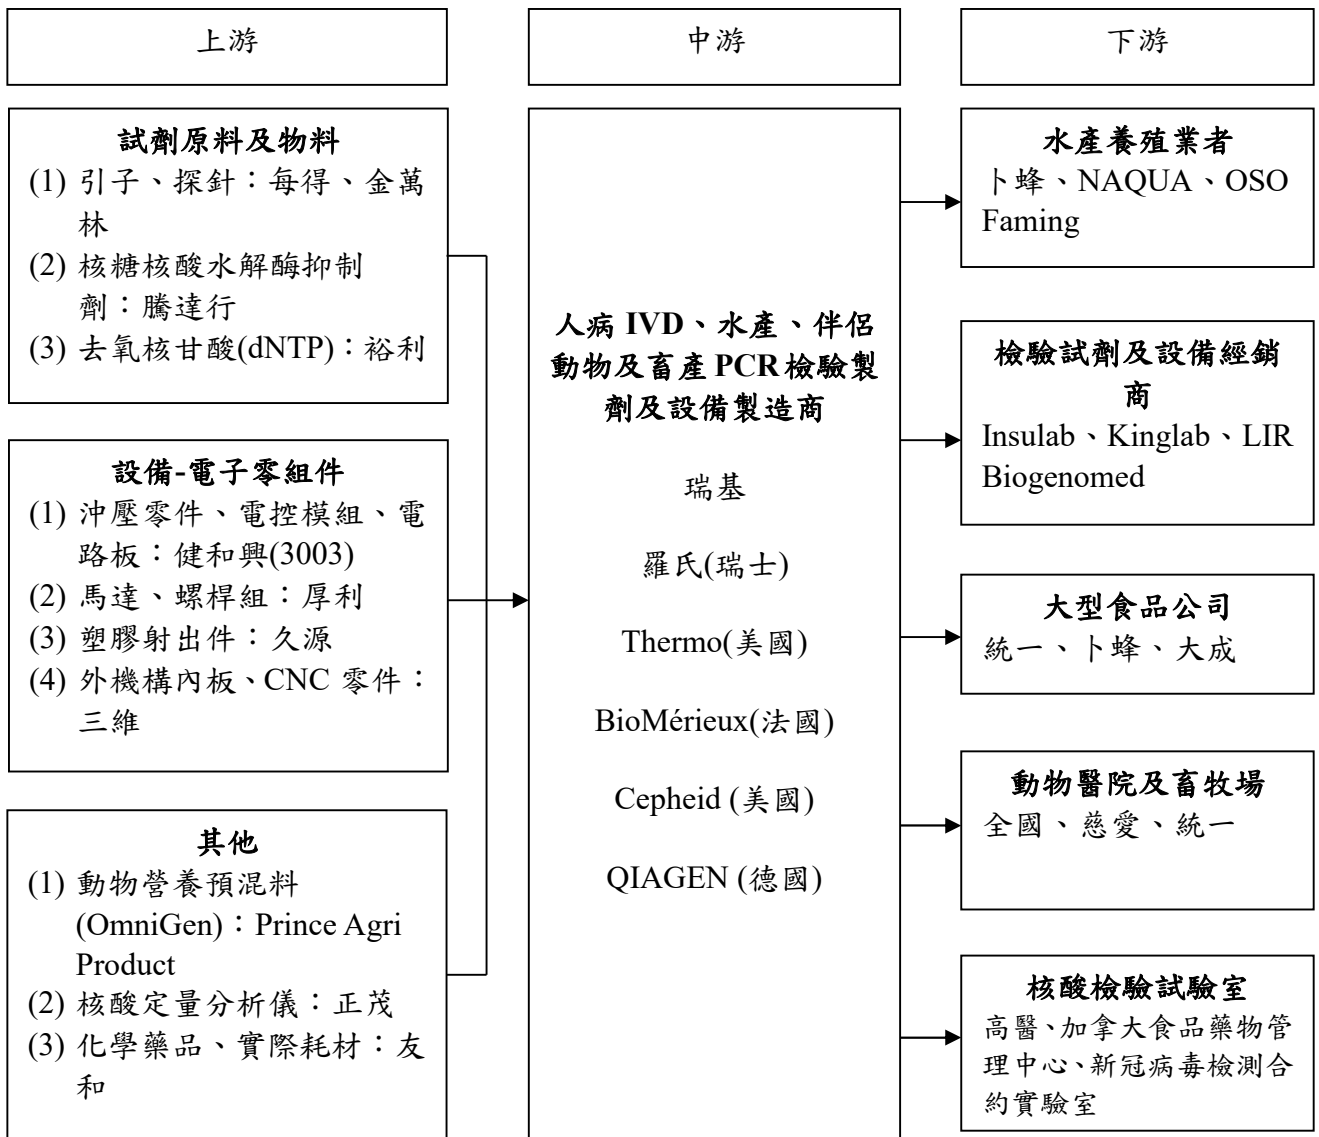 上游
試劑原料及物料
(1) 引子、探針：每得、金萬
林
(2) 核糖核酸水解酶抑制
劑：騰達行
(3) 去氧核甘酸(dNTP)：裕利
設備-電子零組件
(1) 沖壓零件、電控模組、電
路板：健和興(3003)
(2) 馬達、螺桿組：厚利
(3) 塑膠射出件：久源
(4) 外機構內板、CNC 零件：
三維
其他
(1) 動物營養預混料
(OmniGen)：Prince Agri
Product
(2) 核酸定量分析儀：正茂
(3) 化學藥品、實際耗材：友
和
中游
人病 IVD、水產、伴侶
動物及畜產 PCR 檢驗製
劑及設備製造商
瑞基
羅氏(瑞士)
Thermo(美國)
BioMérieux(法國)
Cepheid (美國)
QIAGEN (德國)
下游
水產養殖業者
卜蜂、NAQUA、OSO
Faming
檢驗試劑及設備經銷
商
Insulab、Kinglab、LIR
Biogenomed
大型食品公司
統一、卜蜂、大成
動物醫院及畜牧場
全國、慈愛、統一
核酸檢驗試驗室
高醫、加拿大食品藥物管
理中心、新冠病毒檢測合
約實驗室